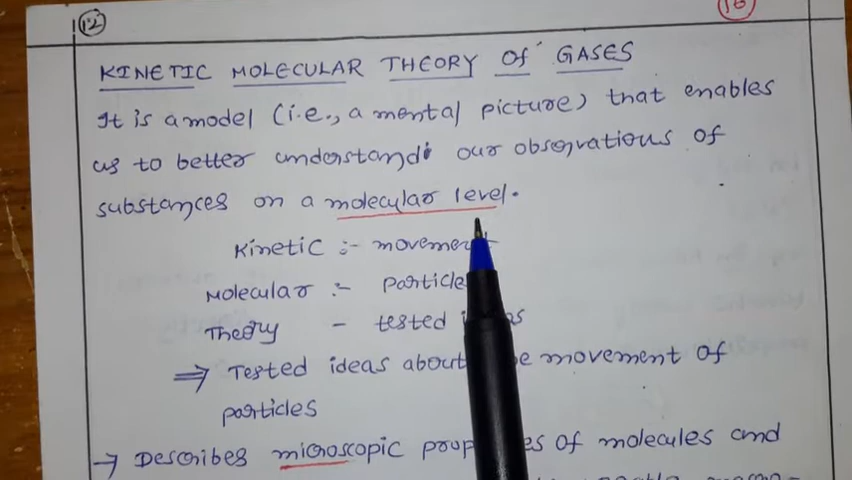 12
16
KINETIC MOLECULAR THEORY Of GASES
It is a model (i.e., a mental picture) that enables
us to better understand our observations of
substances on a molecular level.
Kinetic :- movement
Molecular :- Particle
Theory - tested
⇒ Tested ideas about movement of
particles
→ Describes microscopic of molecules and